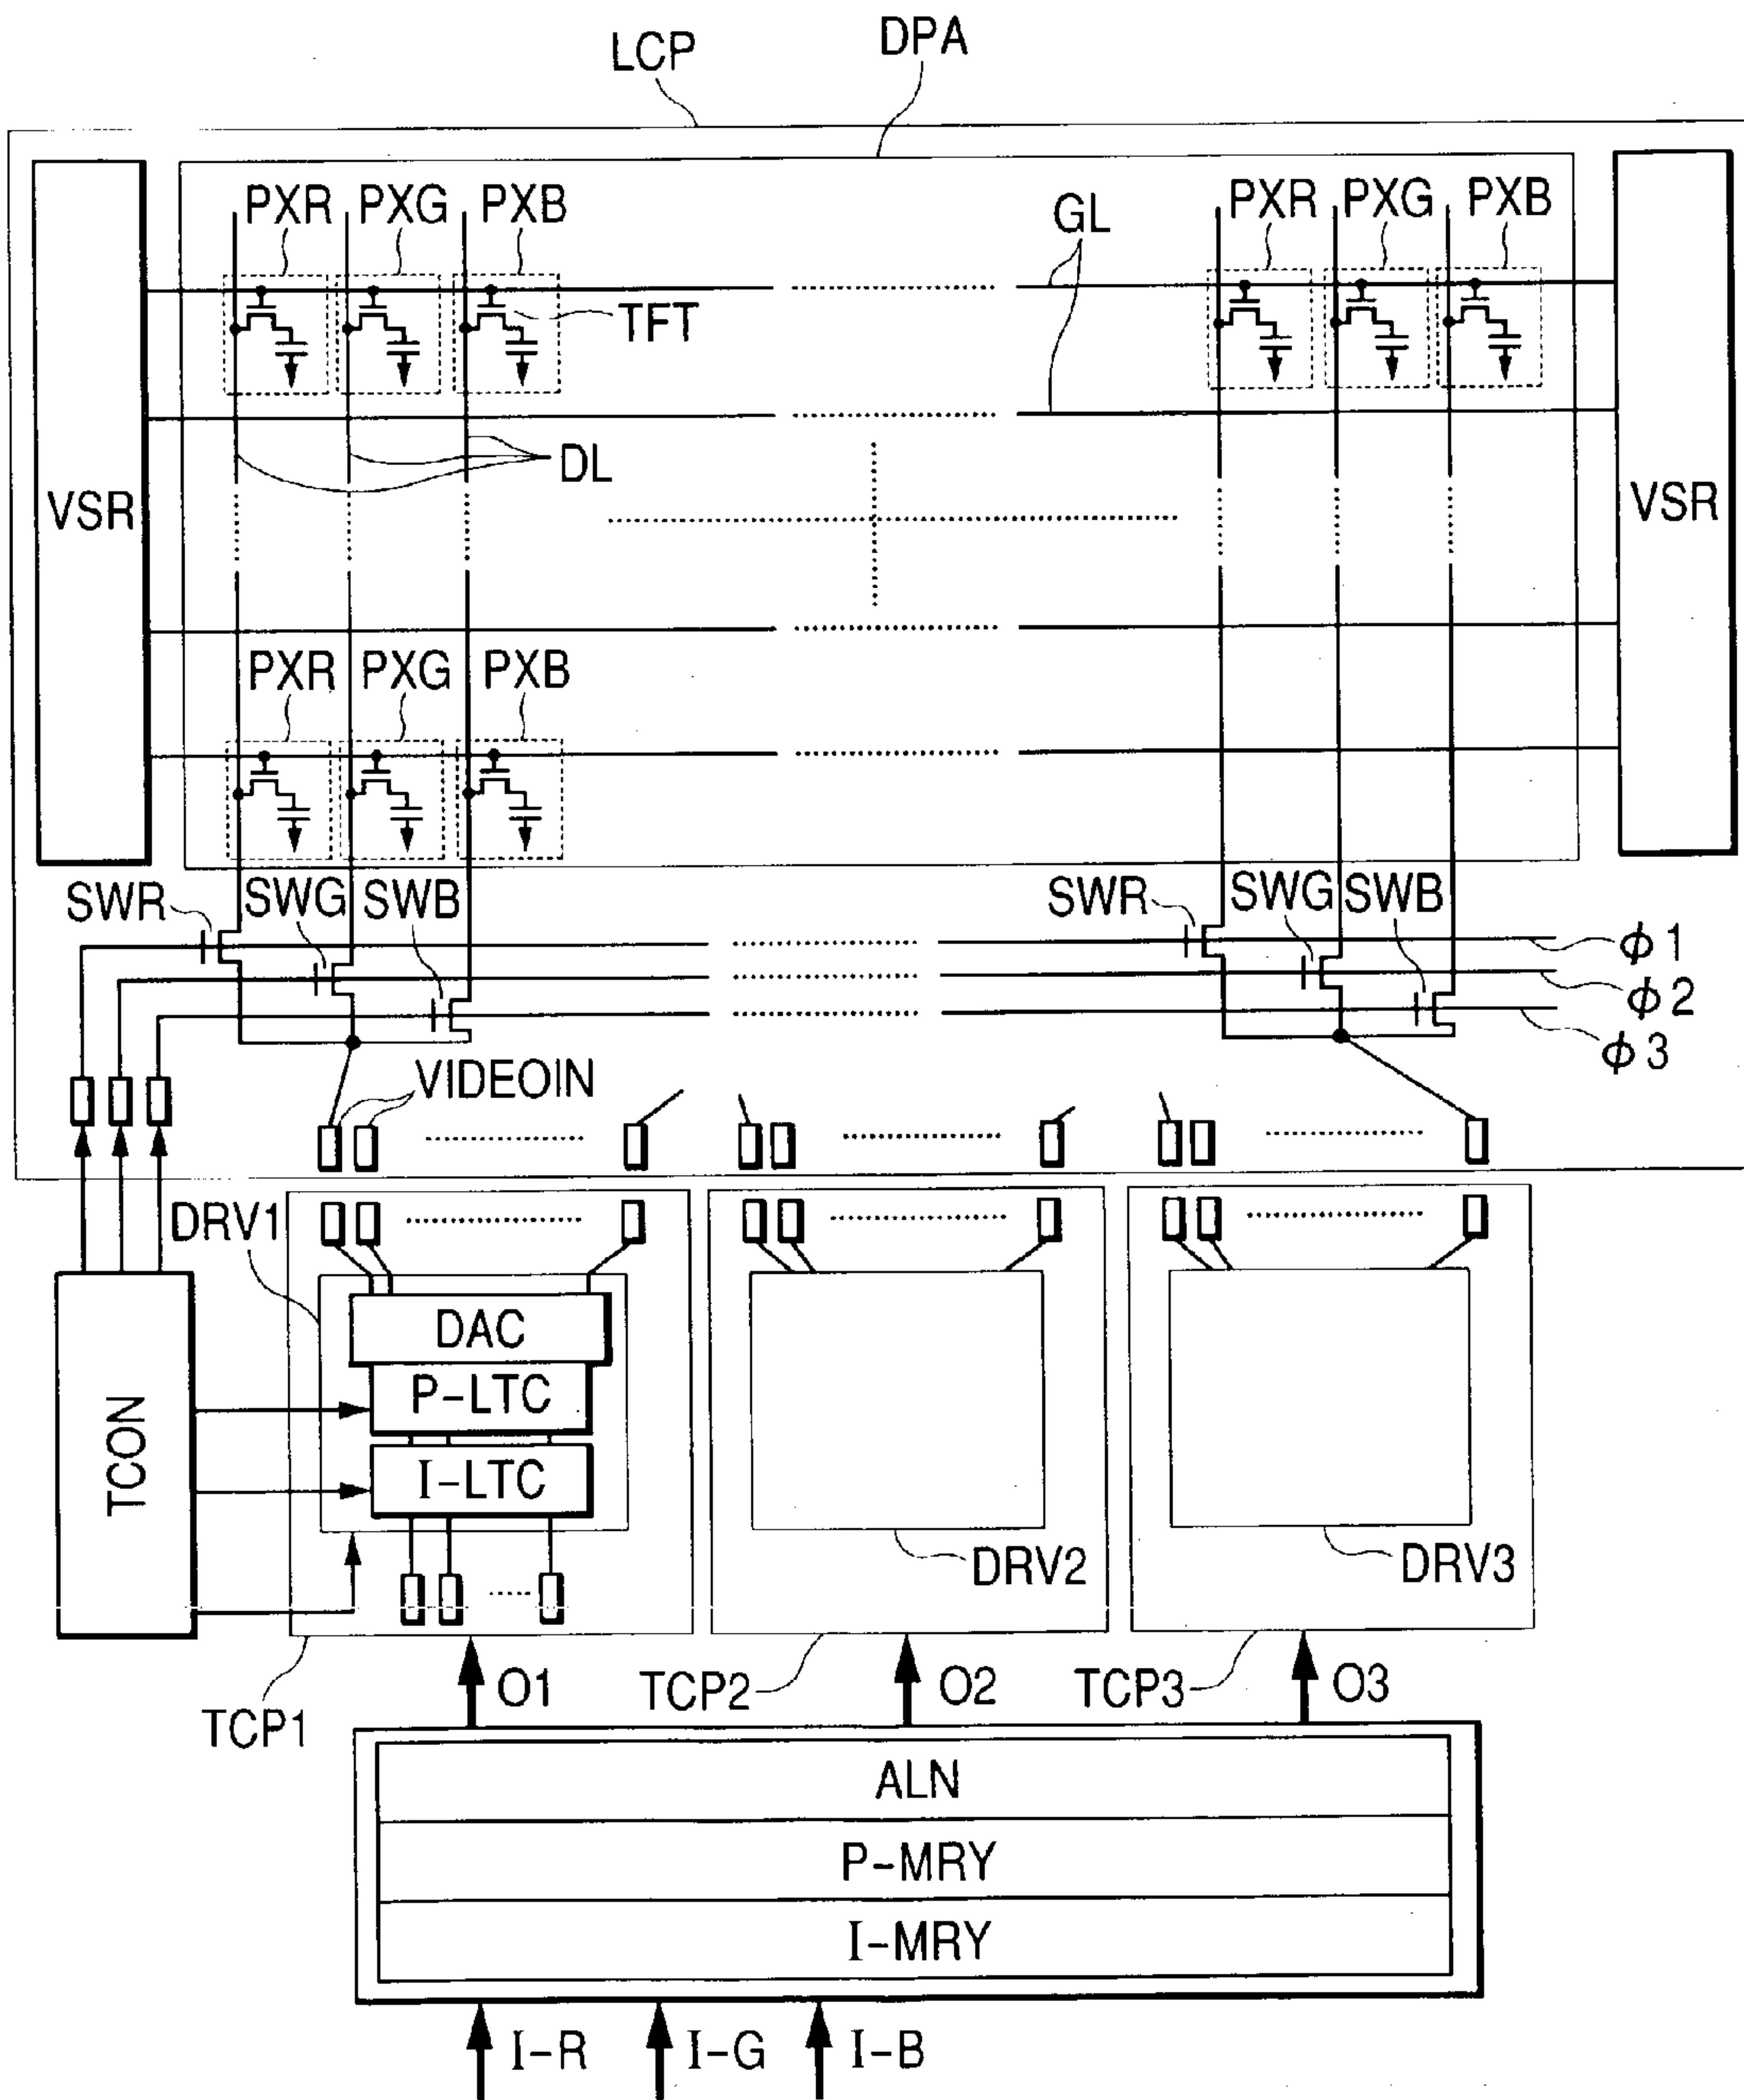 LCP
DPA
PXR PXG PXB
GL
PXR PXG PXB
TFT
DL
VSR
VSR
PXR PXG PXB
SWR
SWG SWB
SWR
SWG SWB
ϕ1
ϕ2
ϕ3
VIDEOIN
DRV1
DAC
P-LTC
I-LTC
TCON
DRV2
DRV3
TCP1
O1
TCP2
O2
TCP3
O3
ALN
P-MRY
I-MRY
I-R
I-G
I-B